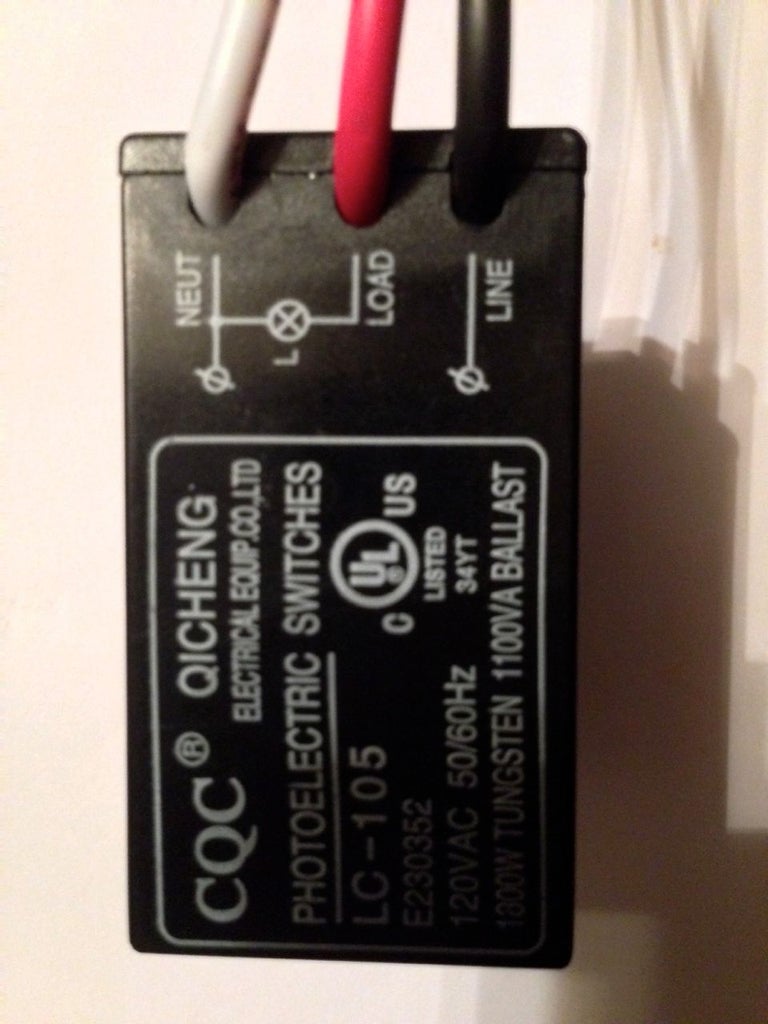 NEUT
L
LOAD
LINE
CQC ® QICHENG
ELECTRICAL EQUIP.CO.,LTD
PHOTOELECTRIC SWITCHES
LC-105
E230352
120VAC 50/60Hz
1800W TUNGSTEN 1100VA BALLAST
C UL ® US
LISTED
34YT